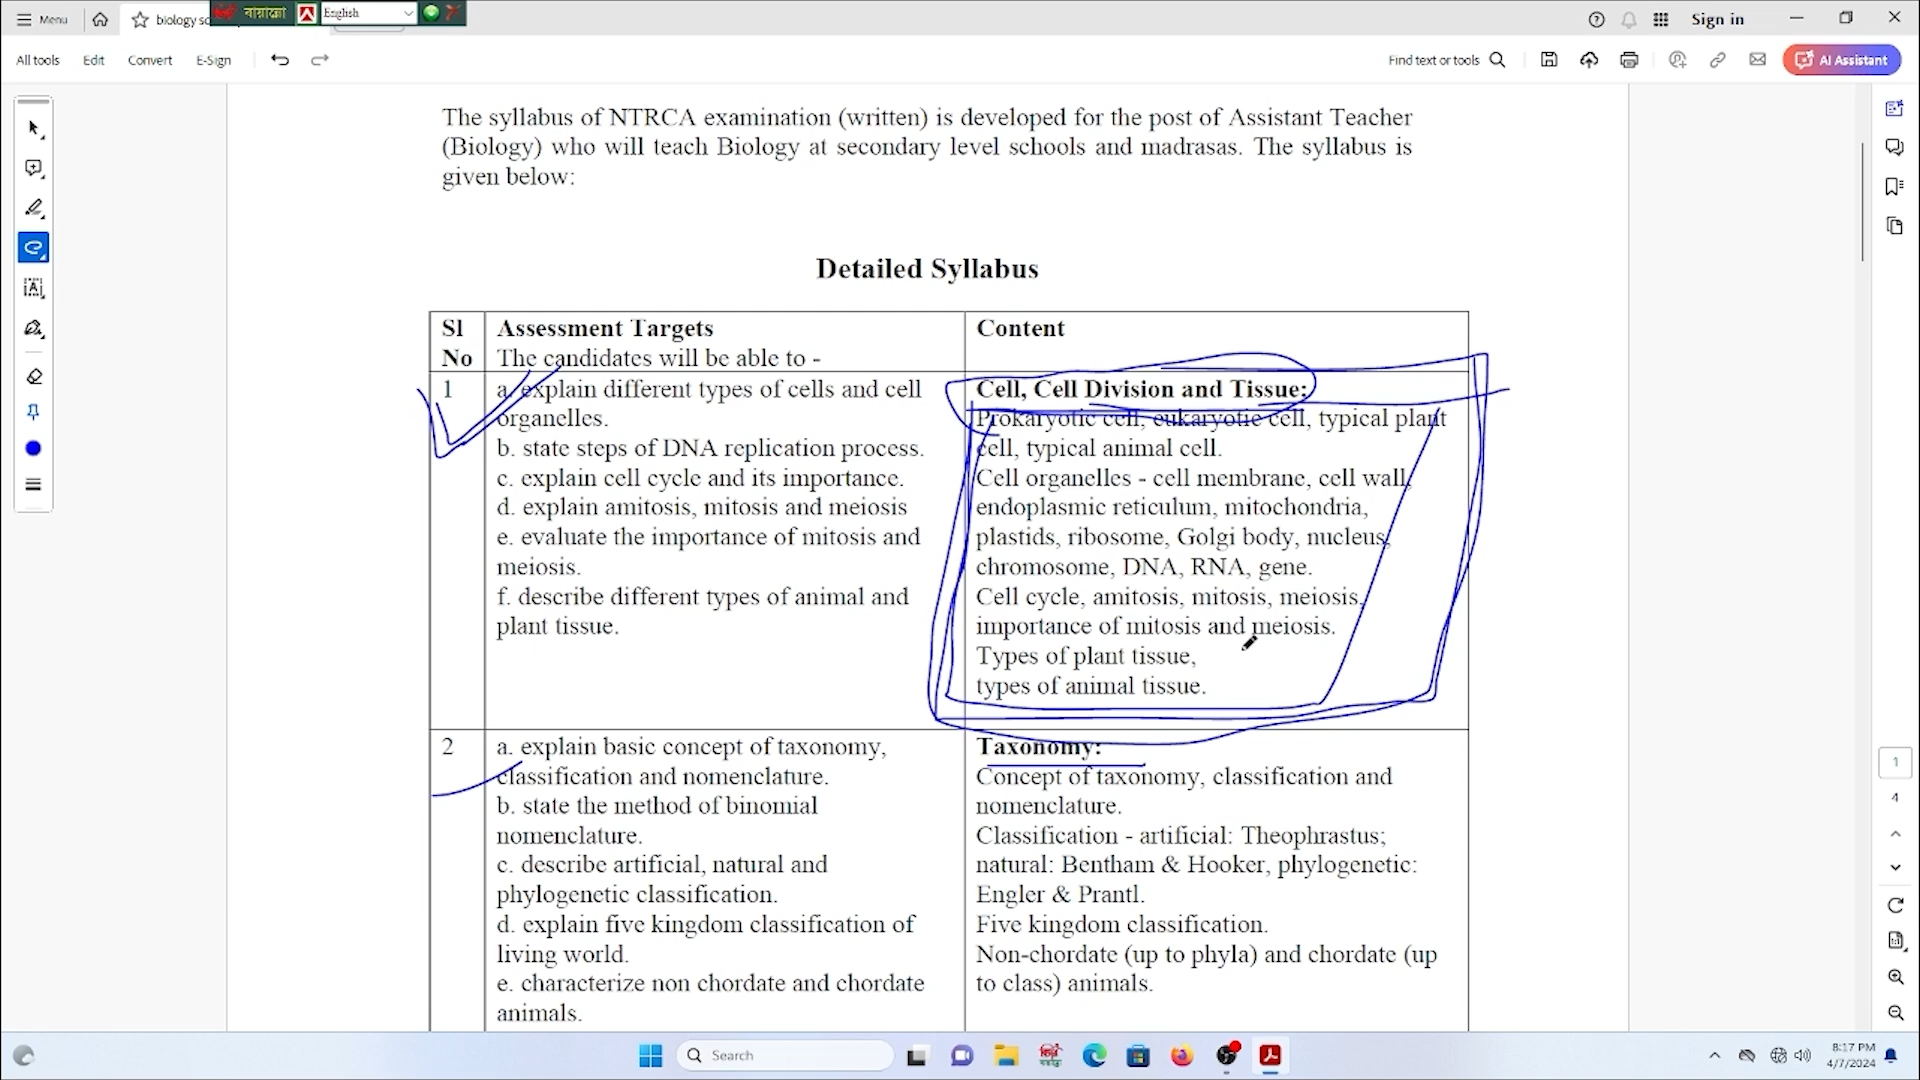 Menu
biology sc
বায়ান্নো
English
Sign in
All tools Edit Convert E-Sign
Find text or tools
AI Assistant
The syllabus of NTRCA examination (written) is developed for the post of Assistant Teacher
(Biology) who will teach Biology at secondary level schools and madrasas. The syllabus is
given below:
Detailed Syllabus
Sl
No
Assessment Targets
The candidates will be able to -
Content
1
a. explain different types of cells and cell
organelles.
b. state steps of DNA replication process.
c. explain cell cycle and its importance.
d. explain amitosis, mitosis and meiosis
e. evaluate the importance of mitosis and
meiosis.
f. describe different types of animal and
plant tissue.
Cell, Cell Division and Tissue:
Prokaryotic cell, eukaryotic cell, typical plant
cell, typical animal cell.
Cell organelles - cell membrane, cell wall,
endoplasmic reticulum, mitochondria,
plastids, ribosome, Golgi body, nucleus,
chromosome, DNA, RNA, gene.
Cell cycle, amitosis, mitosis, meiosis,
importance of mitosis and meiosis.
Types of plant tissue,
types of animal tissue.
2
a. explain basic concept of taxonomy,
classification and nomenclature.
b. state the method of binomial
nomenclature.
c. describe artificial, natural and
phylogenetic classification.
d. explain five kingdom classification of
living world.
e. characterize non chordate and chordate
animals.
Taxonomy:
Concept of taxonomy, classification and
nomenclature.
Classification - artificial: Theophrastus;
natural: Bentham & Hooker, phylogenetic:
Engler & Prantl.
Five kingdom classification.
Non-chordate (up to phyla) and chordate (up
to class) animals.
1
4
Search
8:17 PM
4/7/2024